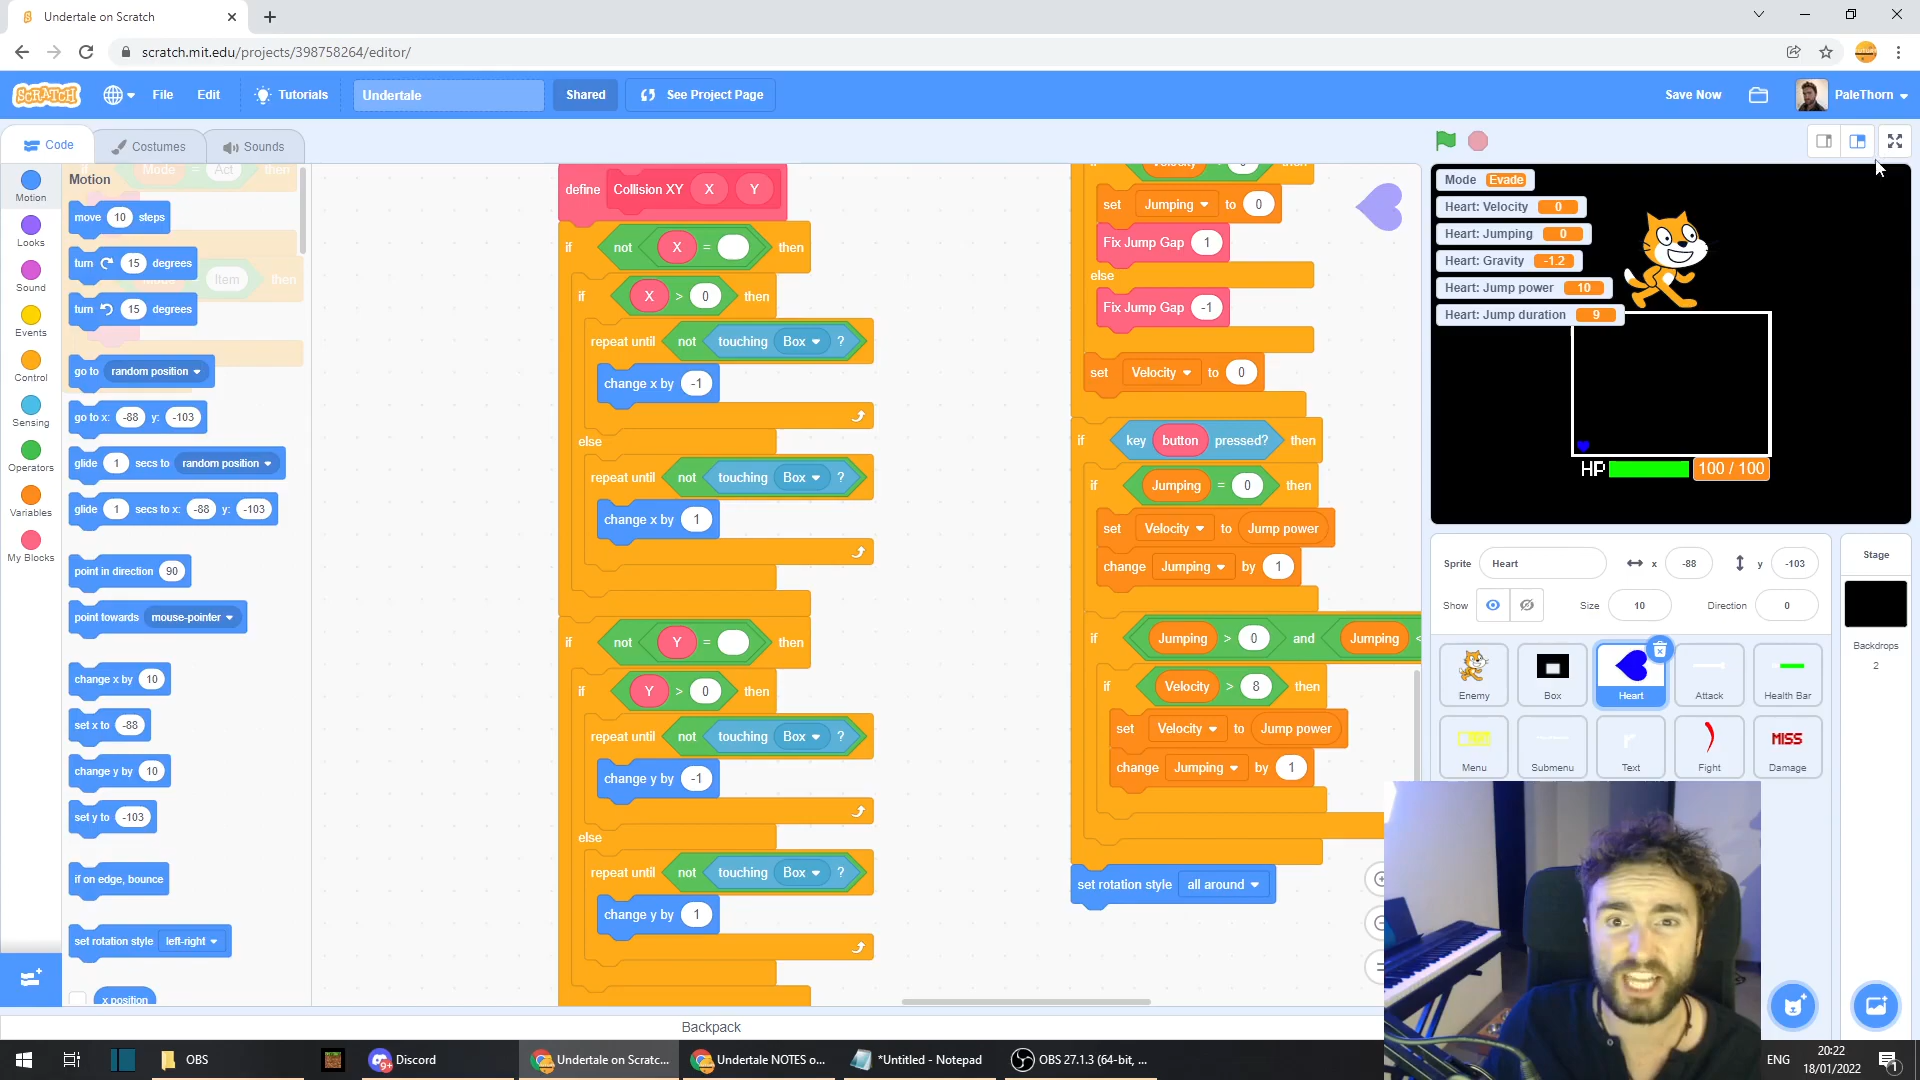 Undertale on Scratch
scratch.mit.edu/projects/398758264/editor/
SCRATCH
File
Edit
Tutorials
Undertale
Shared
See Project Page
Save Now
PaleThorn
Code
Costumes
Sounds
Motion
Looks
Sound
Events
Control
Sensing
Operators
Variables
My Blocks
Mode = Act then
Item then
Motion
move 10 steps
turn 15 degrees
turn 15 degrees
go to random position
go to x: -88 y: -103
glide 1 secs to random position
glide 1 secs to x: -88 y: -103
point in direction 90
point towards mouse-pointer
change x by 10
set x to -88
change y by 10
set y to -103
if on edge, bounce
set rotation style left-right
x position
define Collision XY X Y
if not X = then
if X > 0 then
repeat until not touching Box ?
change x by -1
else
repeat until not touching Box ?
change x by 1
if not Y = then
if Y > 0 then
repeat until not touching Box ?
change y by -1
else
repeat until not touching Box ?
change y by 1
set Jumping to 0
Fix Jump Gap 1
else
Fix Jump Gap -1
set Velocity to 0
if key button pressed? then
if Jumping = 0 then
set Velocity to Jump power
change Jumping by 1
if Jumping > 0 and Jumping <
if Velocity > 8 then
set Velocity to Jump power
change Jumping by 1
set rotation style all around
Mode Evade
Heart: Velocity 0
Heart: Jumping 0
Heart: Gravity -1.2
Heart: Jump power 10
Heart: Jump duration 9
HP 100 / 100
Sprite Heart x -88 y -103
Show Size 10 Direction 0
Enemy
Box
Heart
Attack
Health Bar
Menu
Submenu
Text
Fight
MISS
Damage
Stage
Backdrops
2
Backpack
OBS
Discord
Undertale on Scratc...
Undertale NOTES o...
*Untitled - Notepad
OBS 27.1.3 (64-bit, ...
ENG
20:22
18/01/2022
1